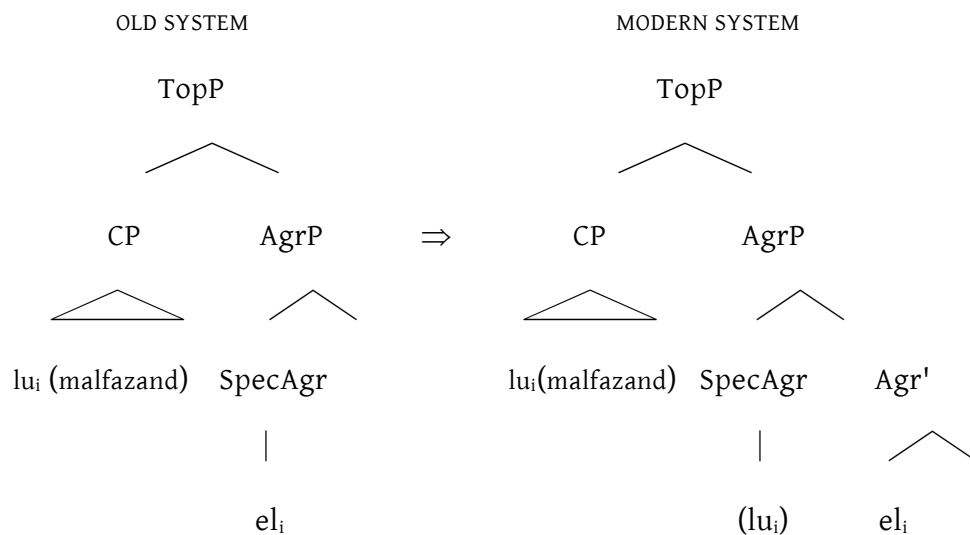 OLD SYSTEM MODERN SYSTEM
TopP TopP
CP AgrP ⇒ CP AgrP
luᵢ (malfazand) SpecAgr luᵢ(malfazand) SpecAgr Agr'
elᵢ (luᵢ) elᵢ